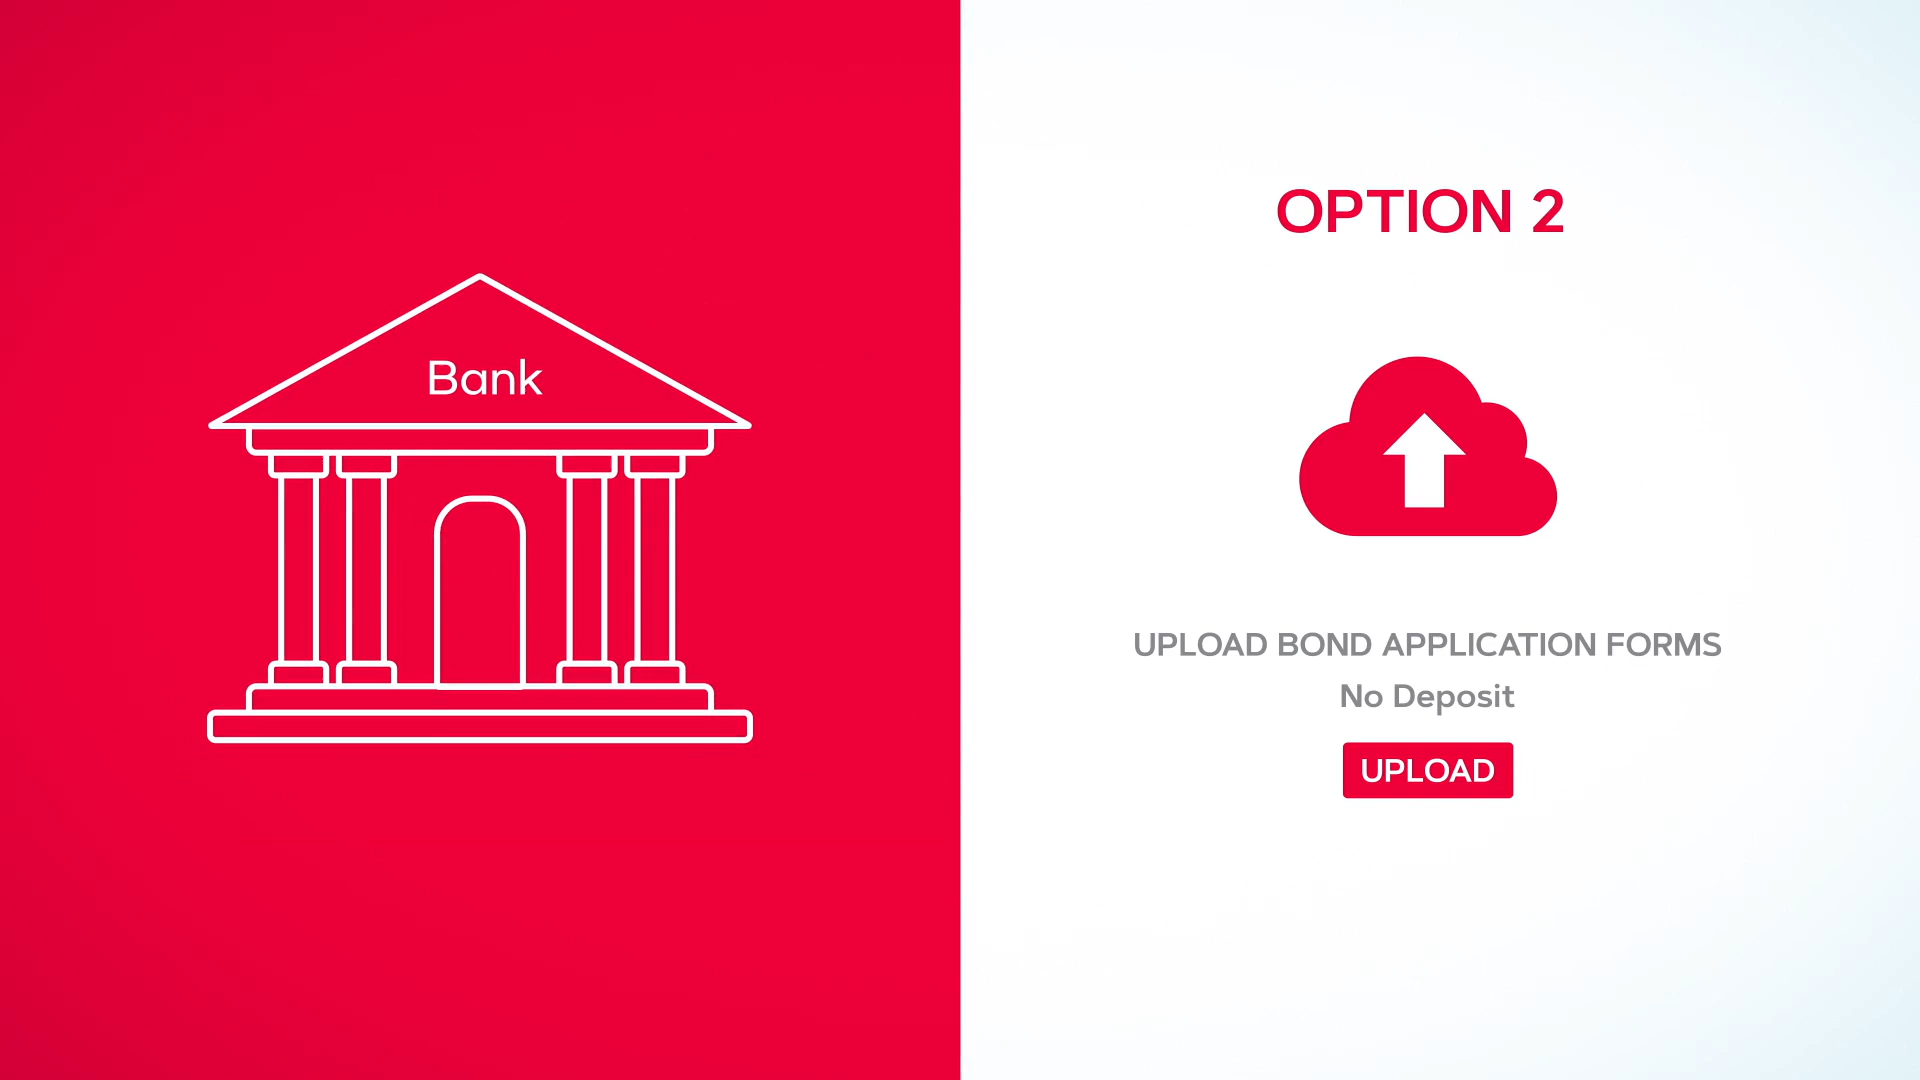 Bank
OPTION 2
UPLOAD BOND APPLICATION FORMS
No Deposit
UPLOAD